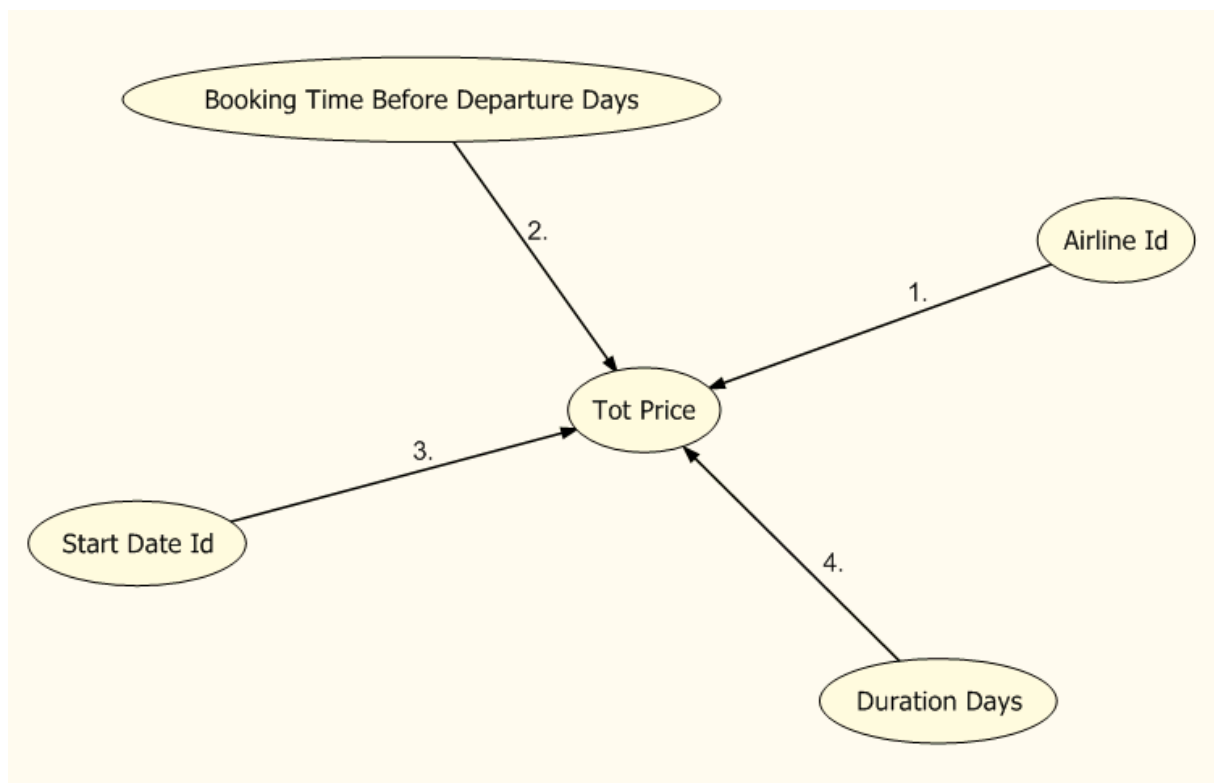 Booking Time Before Departure Days
2.
Airline Id
1.
Tot Price
3.
Start Date Id
4.
Duration Days